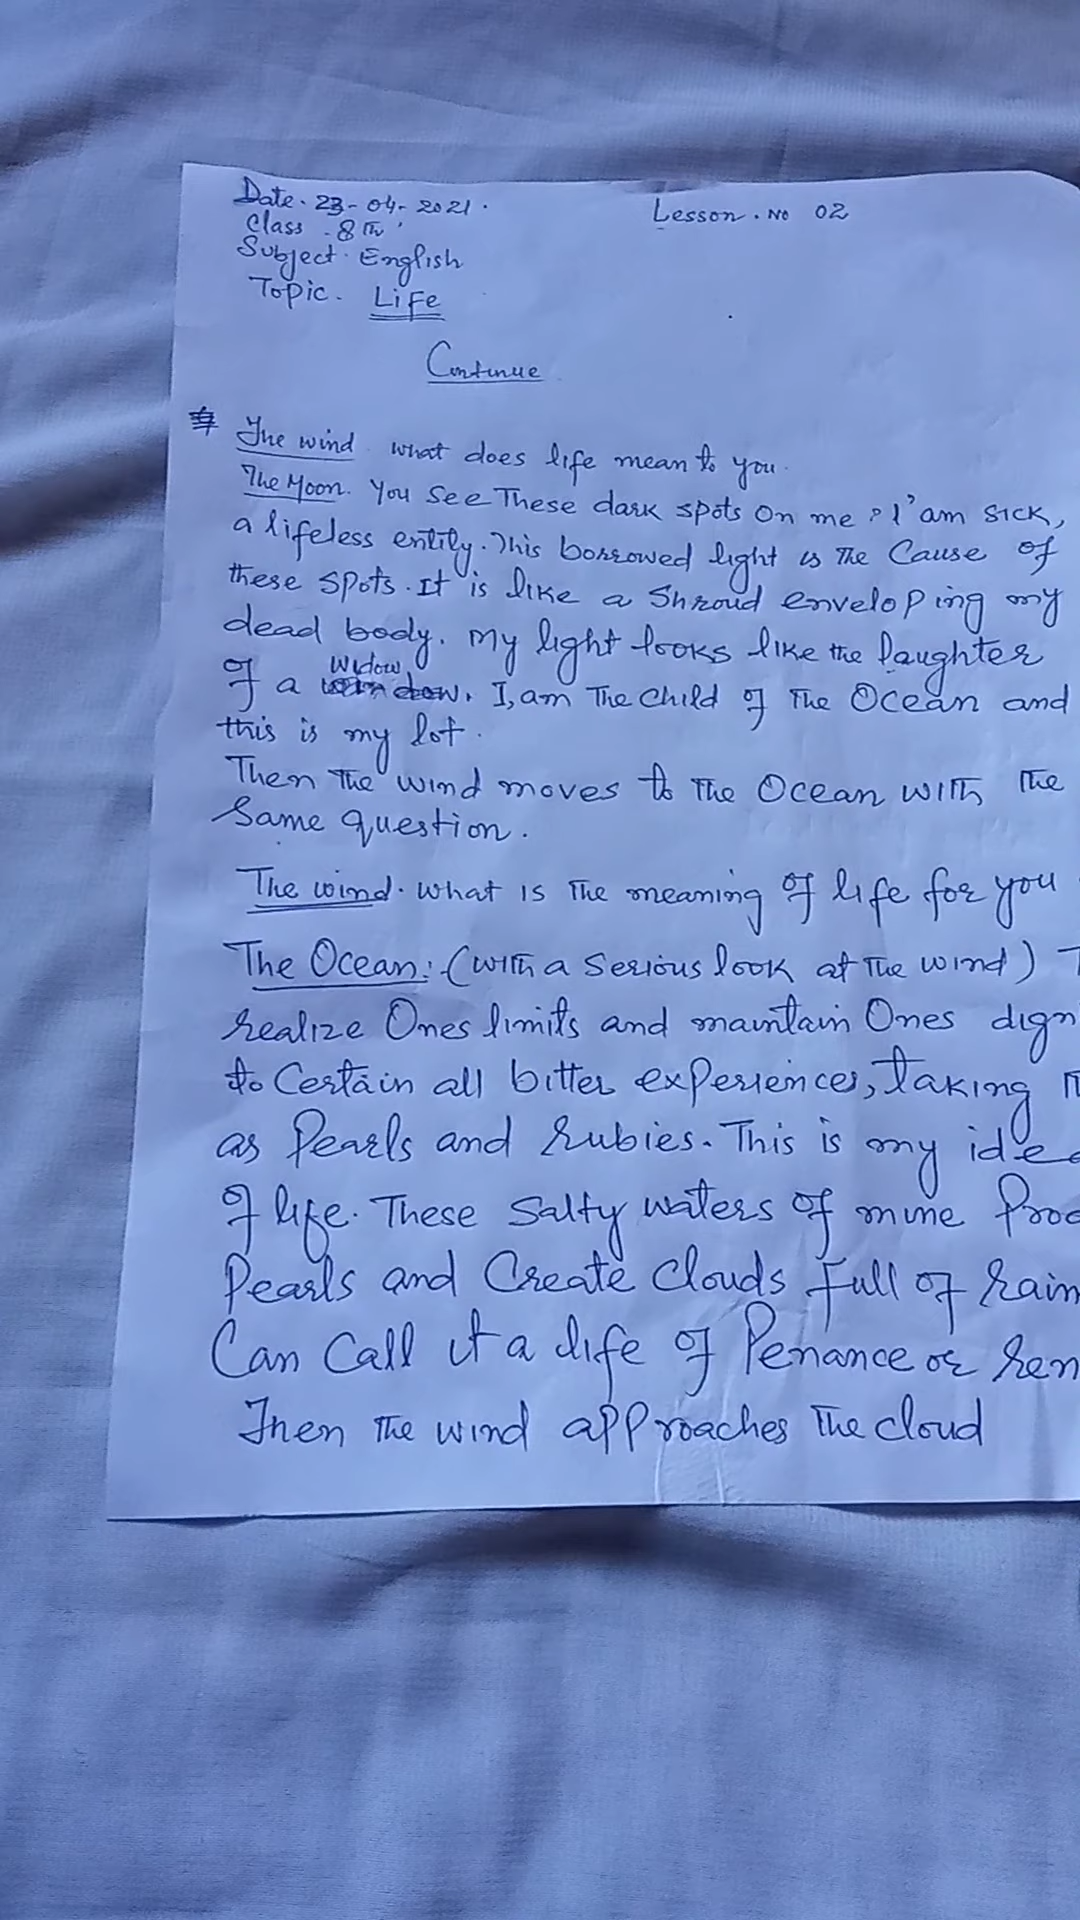 Date. 23-04-2021.
Lesson. No 02
Class - 8Th
Subject. English
Topic. Life
Continue
The wind. what does life mean to you.
The Moon. You See These dark spots On me? I'am sick,
a lifeless entity. This borrowed light is The Cause of
these spots. It is like a Shroud enveloping my
dead body. My light looks like the laughter
of a widow. I, am The Child of The Ocean and
this is my lot.
Then The wind moves to The Ocean with The
Same question.
The wind. what is The meaning of life for you
The Ocean:- (with a Serious look at The wind) T
realize Ones limits and maintain Ones dign
to Certain all bitter experiences, taking
as Pearls and rubies. This is my idea
of life. These Salty waters of mine Prod
Pearls and Create Clouds full of rain
Can Call it a life of Penance or ren
Then The wind approaches The cloud